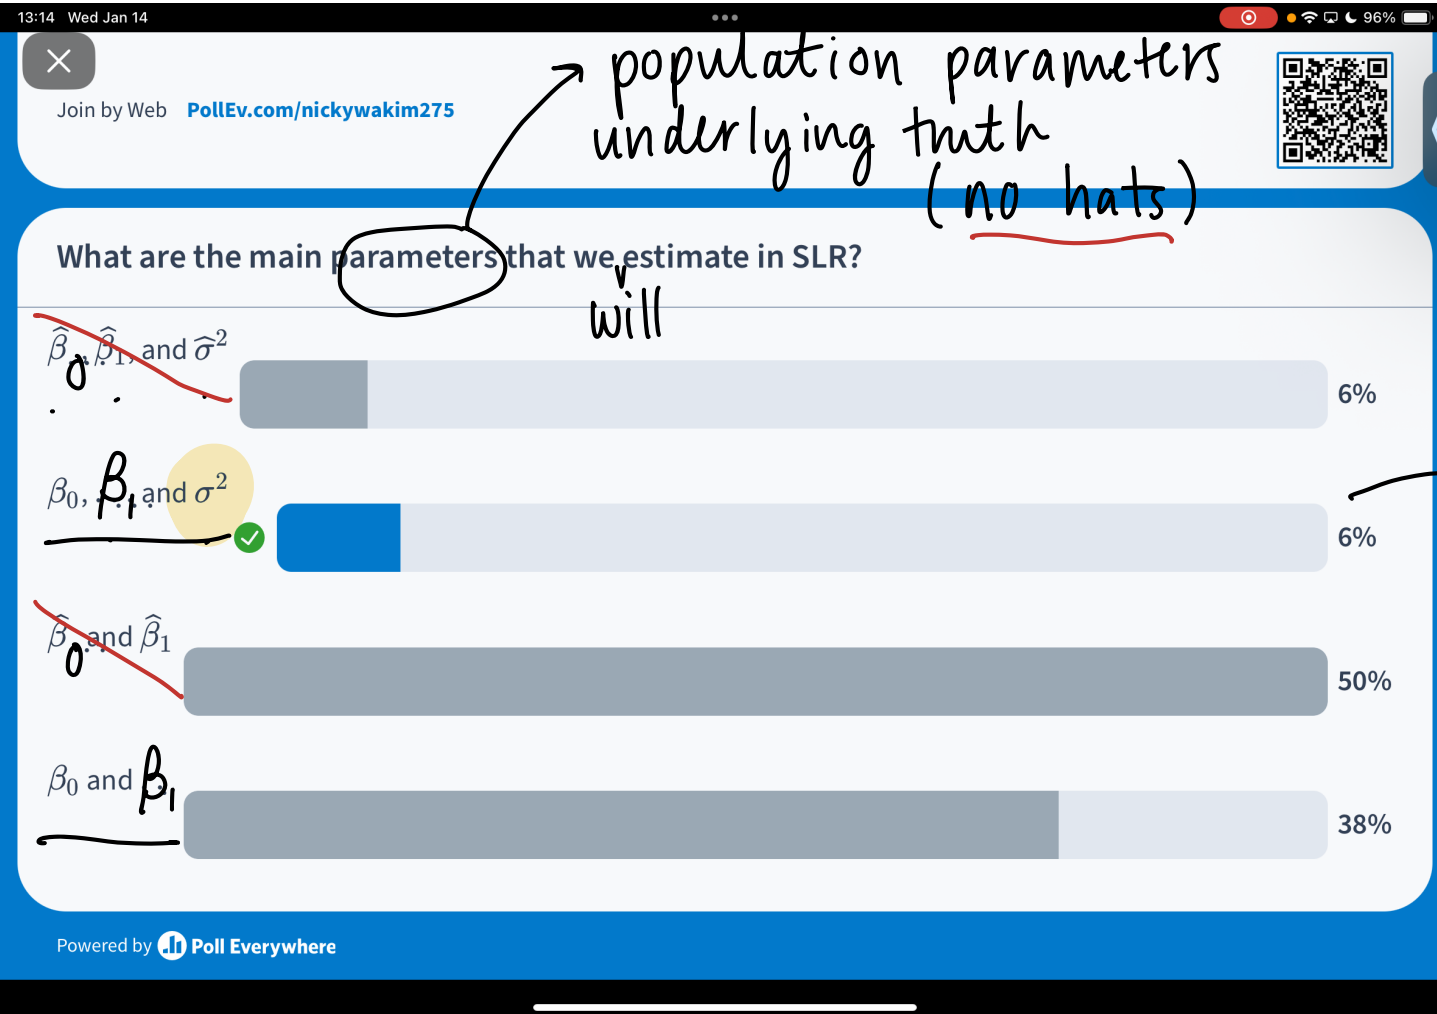 13:14 Wed Jan 14
96%
population parameters
Join by Web PollEv.com/nickywakim275
underlying truth
(no hats)
What are the main parameters that we estimate in SLR?
will
β̂0, β̂1, and σ̂²
6%
β0, β1, and σ²
6%
β̂0 and β̂1
50%
β0 and β1
38%
Powered by Poll Everywhere